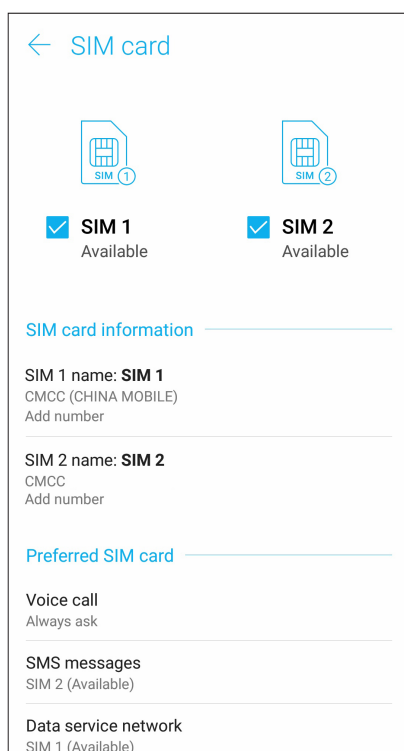 SIM card
SIM 1
SIM 2
SIM 1
SIM 2
Available
Available
SIM card information
SIM 1 name: SIM 1
CMCC (CHINA MOBILE)
Add number
SIM 2 name: SIM 2
CMCC
Add number
Preferred SIM card
Voice call
Always ask
SMS messages
SIM 2 (Available)
Data service network
SIM 1 (Available)